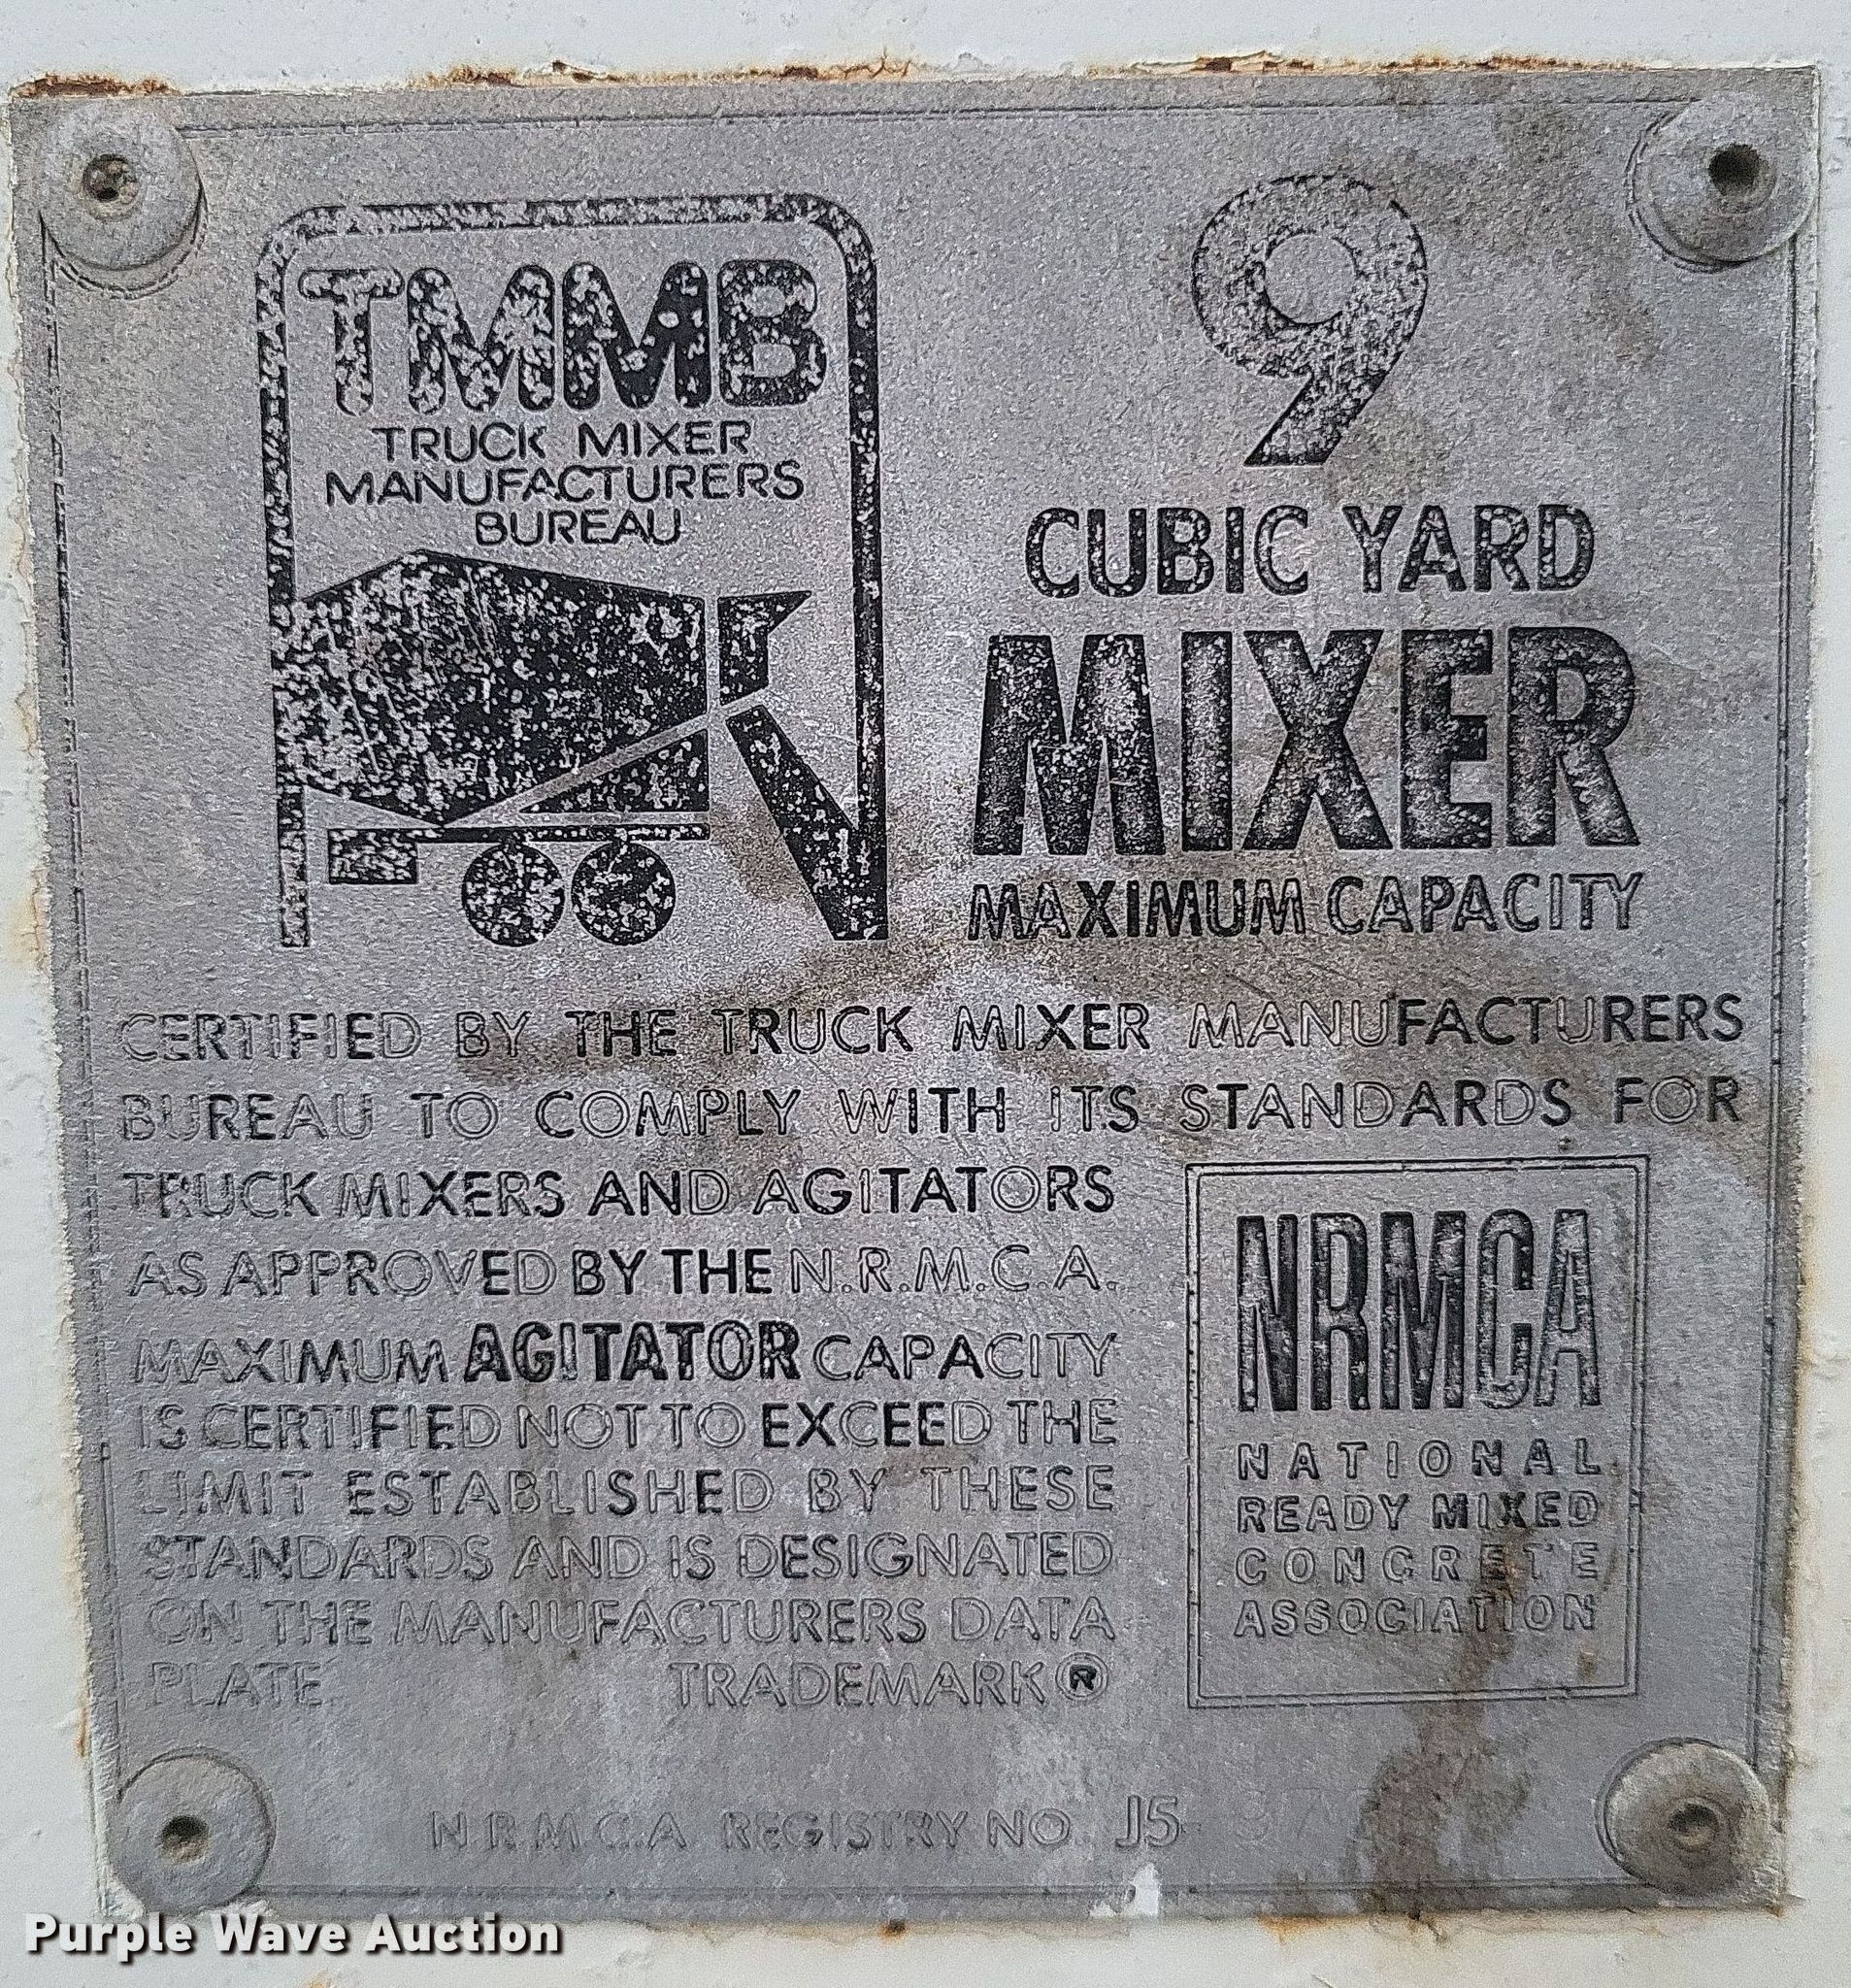 TMMB
TRUCK MIXER
MANUFACTURERS
BUREAU
9
CUBIC YARD
MIXER
MAXIMUM CAPACITY
CERTIFIED BY THE TRUCK MIXER MANUFACTURERS
BUREAU TO COMPLY WITH ITS STANDARDS FOR
TRUCK MIXERS AND AGITATORS
AS APPROVED BY THE N.R.M.C.A.
MAXIMUM AGITATOR CAPACITY
IS CERTIFIED NOT TO EXCEED THE
LIMIT ESTABLISHED BY THESE
STANDARDS AND IS DESIGNATED
ON THE MANUFACTURERS DATA
PLATE. TRADEMARK ®
NRMCA
NATIONAL
READY MIXED
CONCRETE
ASSOCIATION
N.R.M.C.A. REGISTRY NO. J5
Purple Wave Auction